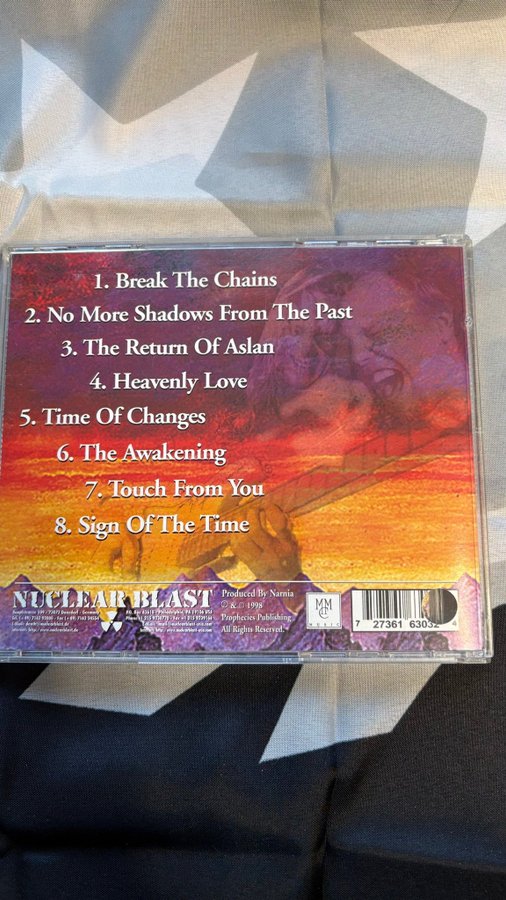 1. Break The Chains
2. No More Shadows From The Past
3. The Return Of Aslan
4. Heavenly Love
5. Time Of Changes
6. The Awakening
7. Touch From You
8. Sign Of The Time
NUCLEAR BLAST
Produced By Narnia
© & ℗ 1998
Prophecies Publishing
All Rights Reserved.
MUSIC
7 27361 63032 4